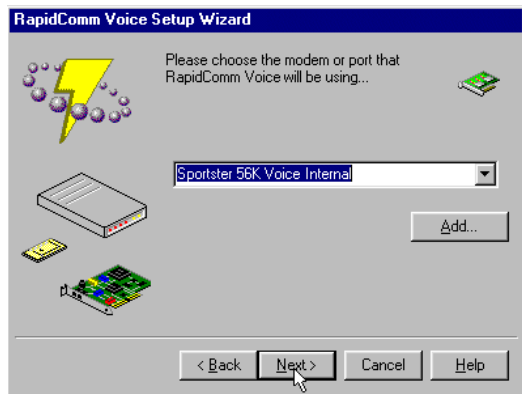 RapidComm Voice Setup Wizard
Please choose the modem or port that
RapidComm Voice will be using...
Sportster 56K Voice Internal
Add...
< Back Next > Cancel Help